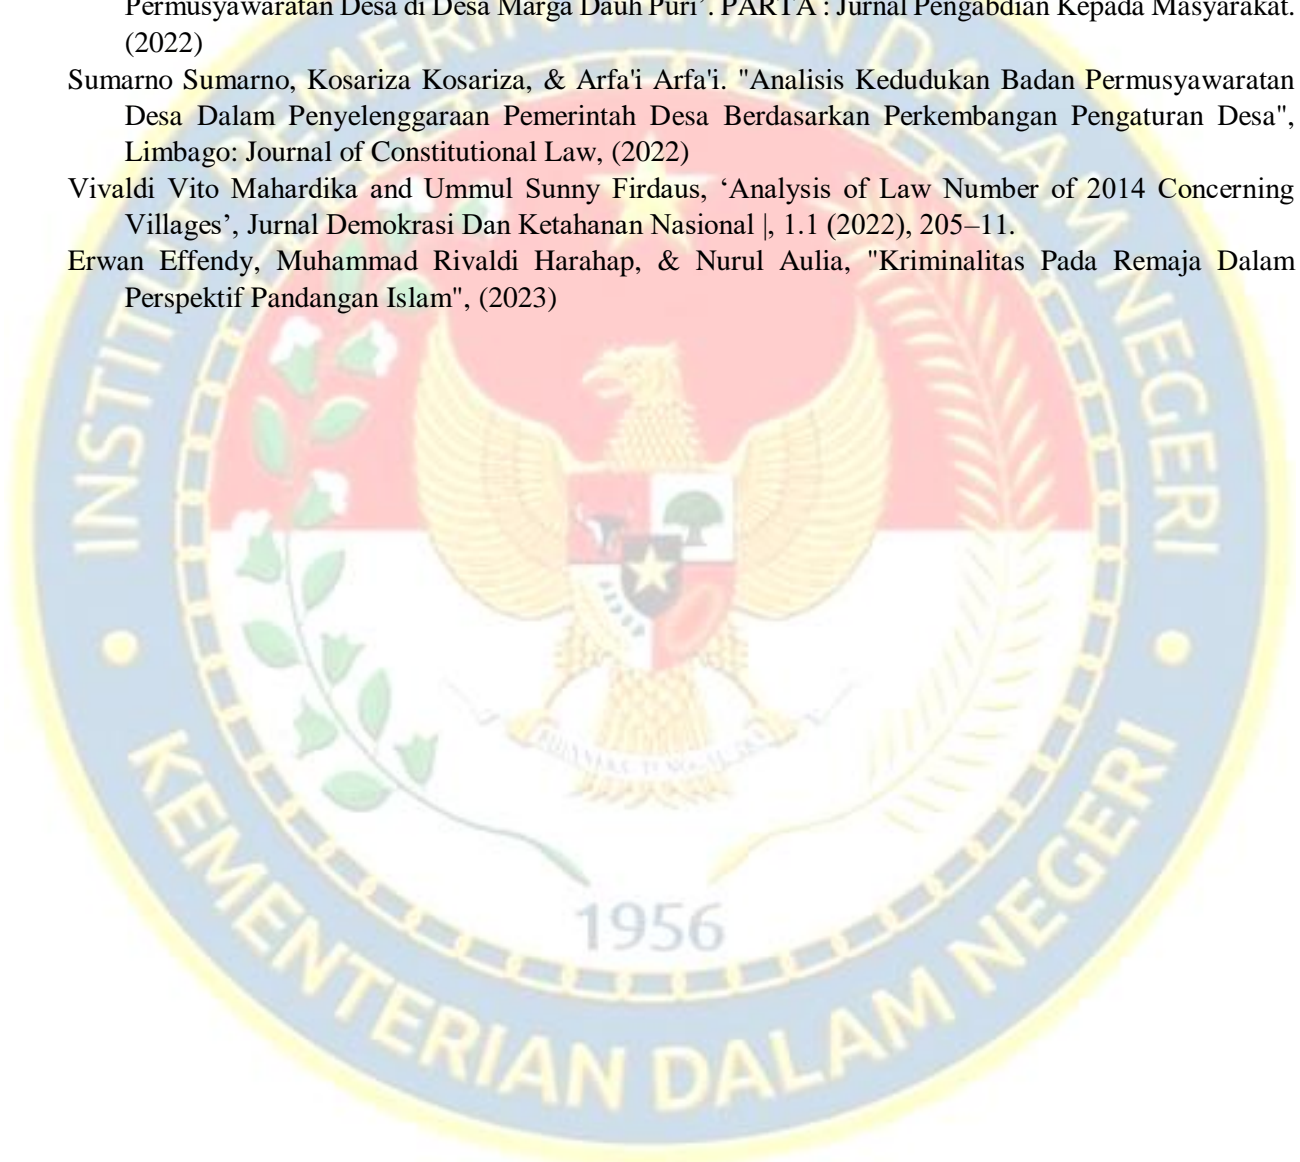 Permusyawaratan Desa di Desa Marga Dauh Puri'. PARTA : Jurnal Pengabdian Kepada Masyarakat.
(2022)
Sumarno Sumarno, Kosariza Kosariza, & Arfa'i Arfa'i. "Analisis Kedudukan Badan Permusyawaratan
Desa Dalam Penyelenggaraan Pemerintah Desa Berdasarkan Perkembangan Pengaturan Desa",
Limbago: Journal of Constitutional Law, (2022)
Vivaldi Vito Mahardika and Ummul Sunny Firdaus, ‘Analysis of Law Number of 2014 Concerning
Villages’, Jurnal Demokrasi Dan Ketahanan Nasional |, 1.1 (2022), 205–11.
Erwan Effendy, Muhammad Rivaldi Harahap, & Nurul Aulia, "Kriminalitas Pada Remaja Dalam
Perspektif Pandangan Islam", (2023)
INSTITUT PEMERINTAHAN DALAM NEGERI
1956
KEMENTERIAN DALAM NEGERI